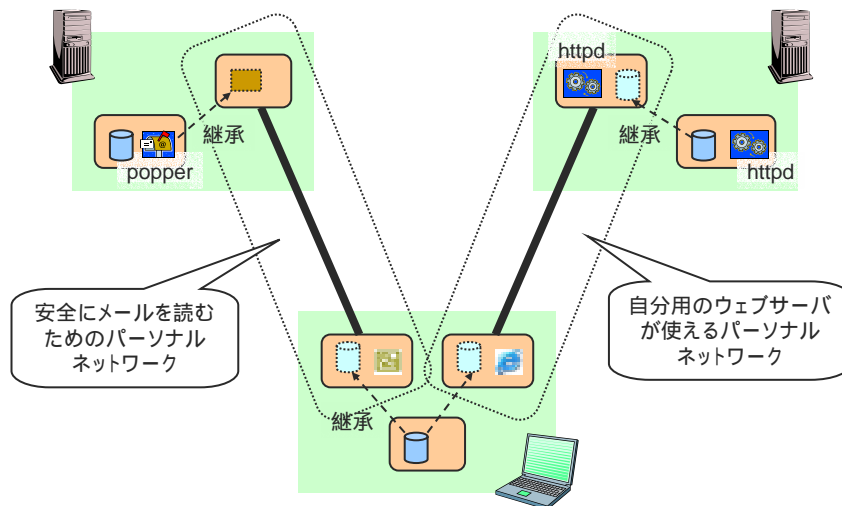 httpd
継承
popper
継承
httpd
安全にメールを読む
ためのパーソナル
ネットワーク
自分用のウェブサーバ
が使えるパーソナル
ネットワーク
継承